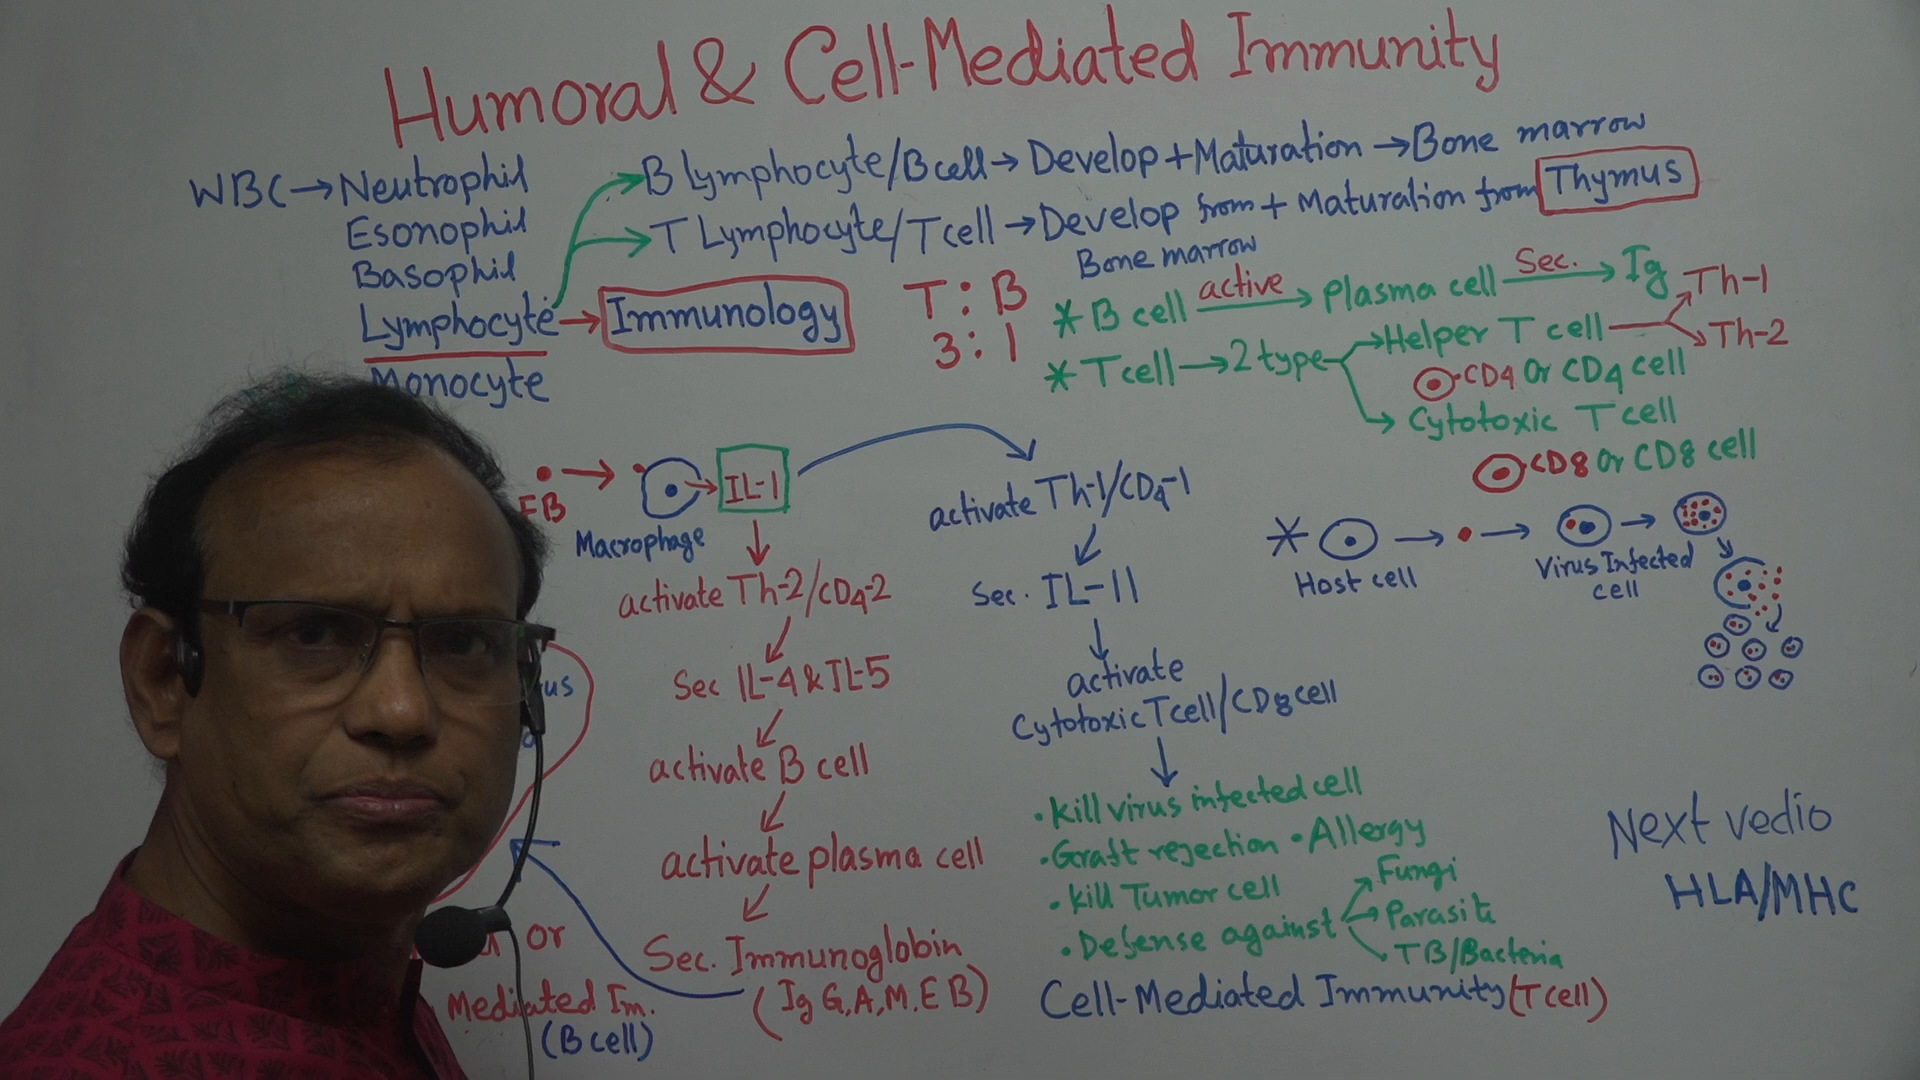 Humoral & Cell-Mediated Immunity
WBC → Neutrophil
Esonophil
Basophil
Lymphocyte → Immunology
Monocyte
B Lymphocyte/B cell → Develop + Maturation → Bone marrow
T Lymphocyte/T cell → Develop from + Maturation from Thymus
Bone marrow
T : B
3 : 1
* B cell active → plasma cell Sec. → Ig
* T cell → 2 type → Helper T cell → Th-1
Th-2
CD4 Or CD4 cell
Cytotoxic T cell
CD8 Or CD8 cell
FB → Macrophage → IL-1
activate Th-2/CD4-2
Sec IL-4 & IL-5
activate B cell
activate plasma cell
Sec. Immunoglobin
(Ig G, A, M, E B)
us
or
Mediated Im.
(B cell)
activate Th-1/CD4-1
Sec. IL-11
activate
Cytotoxic T cell/CD8 cell
• Kill virus infected cell
• Graft rejection • Allergy
• Kill Tumor cell
• Defense against → Fungi
→ Parasite
TB/Bacteria
Cell-Mediated Immunity (T cell)
* Host cell
Virus Infected
cell
Next vedio
HLA/MHC